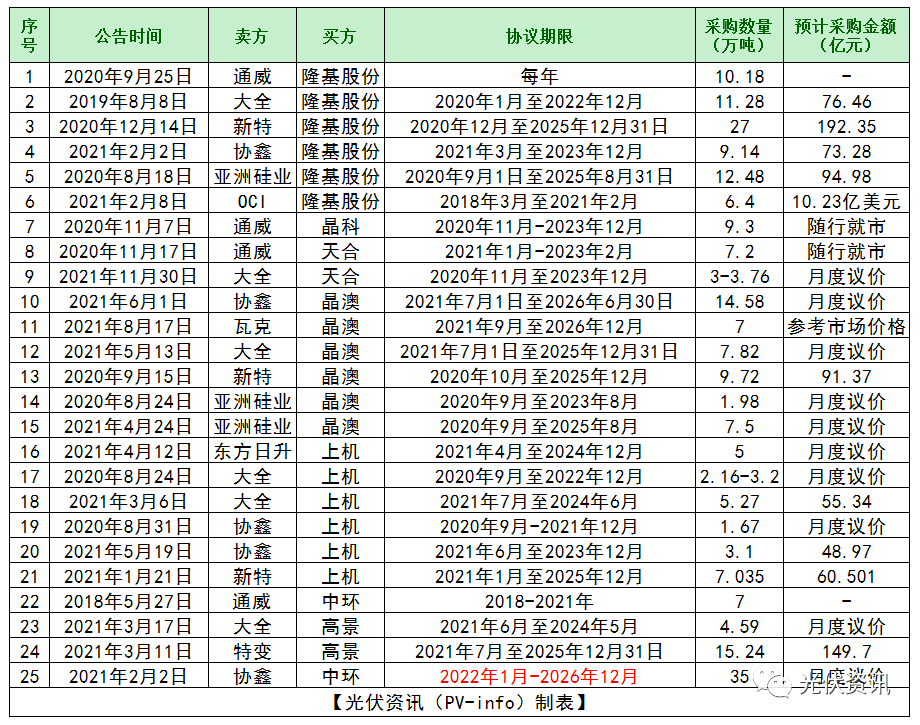 序号 公告时间 卖方 买方 协议期限 采购数量（万吨） 预计采购金额（亿元）
1 2020年9月25日 通威 隆基股份 每年 10.18 -
2 2019年8月8日 大全 隆基股份 2020年1月至2022年12月 11.28 76.46
3 2020年12月14日 新特 隆基股份 2020年12月至2025年12月31日 27 192.35
4 2021年2月2日 协鑫 隆基股份 2021年3月至2023年12月 9.14 73.28
5 2020年8月18日 亚洲硅业 隆基股份 2020年9月1日至2025年8月31日 12.48 94.98
6 2021年2月8日 OCI 隆基股份 2018年3月至2021年2月 6.4 10.23亿美元
7 2020年11月7日 通威 晶科 2020年11月-2023年12月 9.3 随行就市
8 2020年11月17日 通威 天合 2021年1月-2023年2月 7.2 随行就市
9 2021年11月30日 大全 天合 2020年11月至2023年12月 3-3.76 月度议价
10 2021年6月1日 协鑫 晶澳 2021年7月1日至2026年6月30日 14.58 月度议价
11 2021年8月17日 瓦克 晶澳 2021年9月至2026年12月 7 参考市场价格
12 2021年5月13日 大全 晶澳 2021年7月1日至2025年12月31日 7.82 月度议价
13 2020年9月15日 新特 晶澳 2020年10月至2025年12月 9.72 91.37
14 2020年8月24日 亚洲硅业 晶澳 2020年9月至2023年8月 1.98 月度议价
15 2021年4月24日 亚洲硅业 晶澳 2020年9月至2025年8月 7.5 月度议价
16 2021年4月12日 东方日升 上机 2021年4月至2024年12月 5 月度议价
17 2020年8月24日 大全 上机 2020年9月至2022年12月 2.16-3.2 月度议价
18 2021年3月6日 大全 上机 2021年7月至2024年6月 5.27 55.34
19 2020年8月31日 协鑫 上机 2020年9月-2021年12月 1.67 月度议价
20 2021年5月19日 协鑫 上机 2021年6月至2023年12月 3.1 48.97
21 2021年1月21日 新特 上机 2021年1月至2025年12月 7.035 60.501
22 2018年5月27日 通威 中环 2018-2021年 7 -
23 2021年3月17日 大全 高景 2021年6月至2024年5月 4.59 月度议价
24 2021年3月11日 特变 高景 2021年7月至2025年12月31日 15.24 149.7
25 2021年2月2日 协鑫 中环 2022年1月-2026年12月 35 月度议价
光伏资讯
【光伏资讯（PV-info）制表】